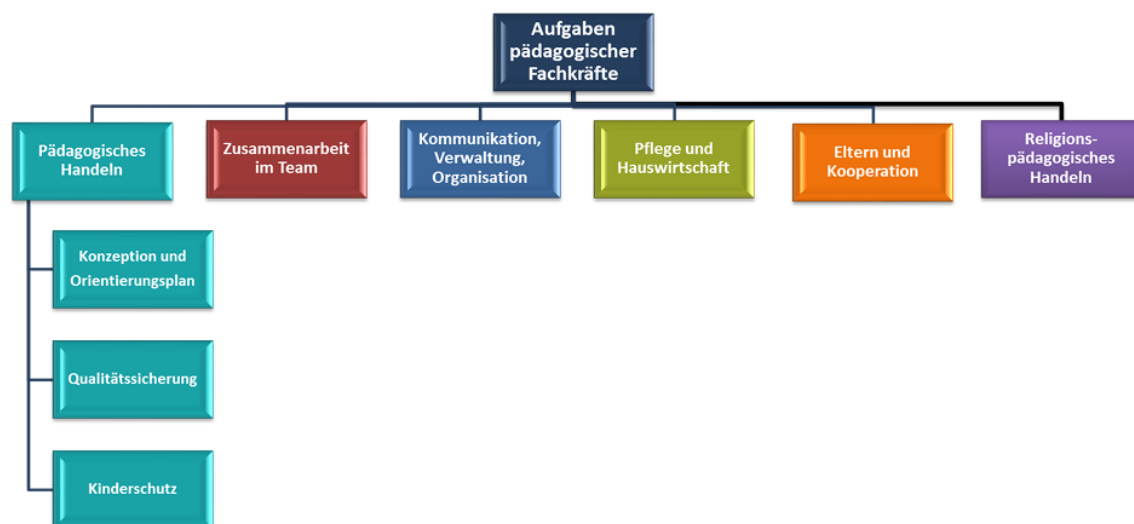 Aufgaben
pädagogischer
Fachkräfte
Pädagogisches
Handeln
Zusammenarbeit
im Team
Kommunikation,
Verwaltung,
Organisation
Pflege und
Hauswirtschaft
Eltern und
Kooperation
Religions-
pädagogisches
Handeln
Konzeption und
Orientierungsplan
Qualitätssicherung
Kinderschutz